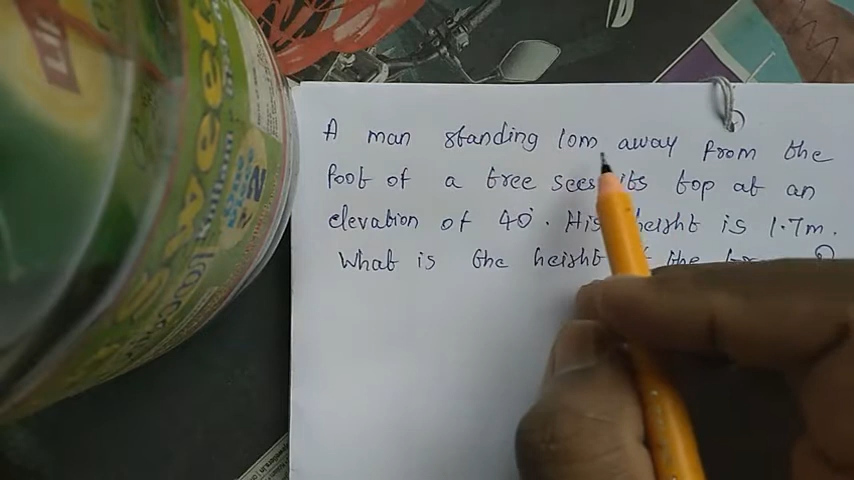 A man standing 10m away from the
foot of a tree sees its top at an
elevation of 40°. His height is 1.7m.
What is the height the ?